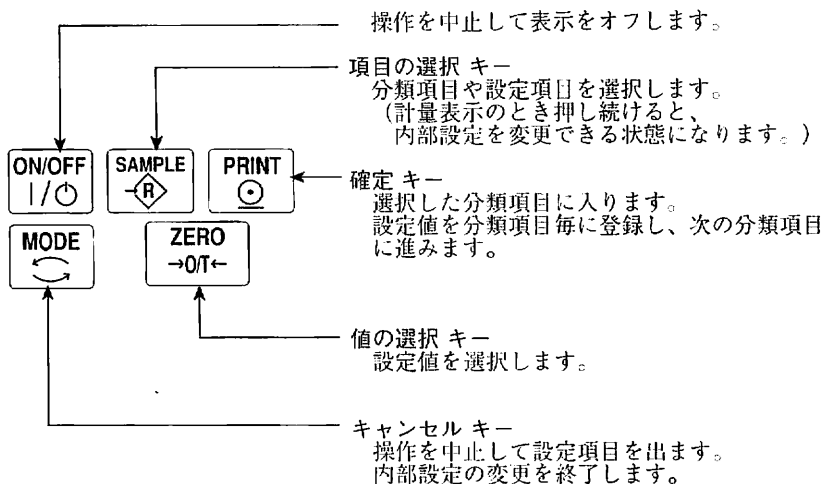 操作を中止して表示をオフします。
項目の選択 キー
分類項目や設定項目を選択します。
(計量表示のとき押し続けると、
内部設定を変更できる状態になります。)
ON/OFF
SAMPLE
PRINT
I/⏻
R
確定 キー
選択した分類項目に入ります。
設定値を分類項目毎に登録し、次の分類項目
に進みます。
MODE
ZERO
→0/T←
値の選択 キー
設定値を選択します。
キャンセル キー
操作を中止して設定項目を出ます。
内部設定の変更を終了します。